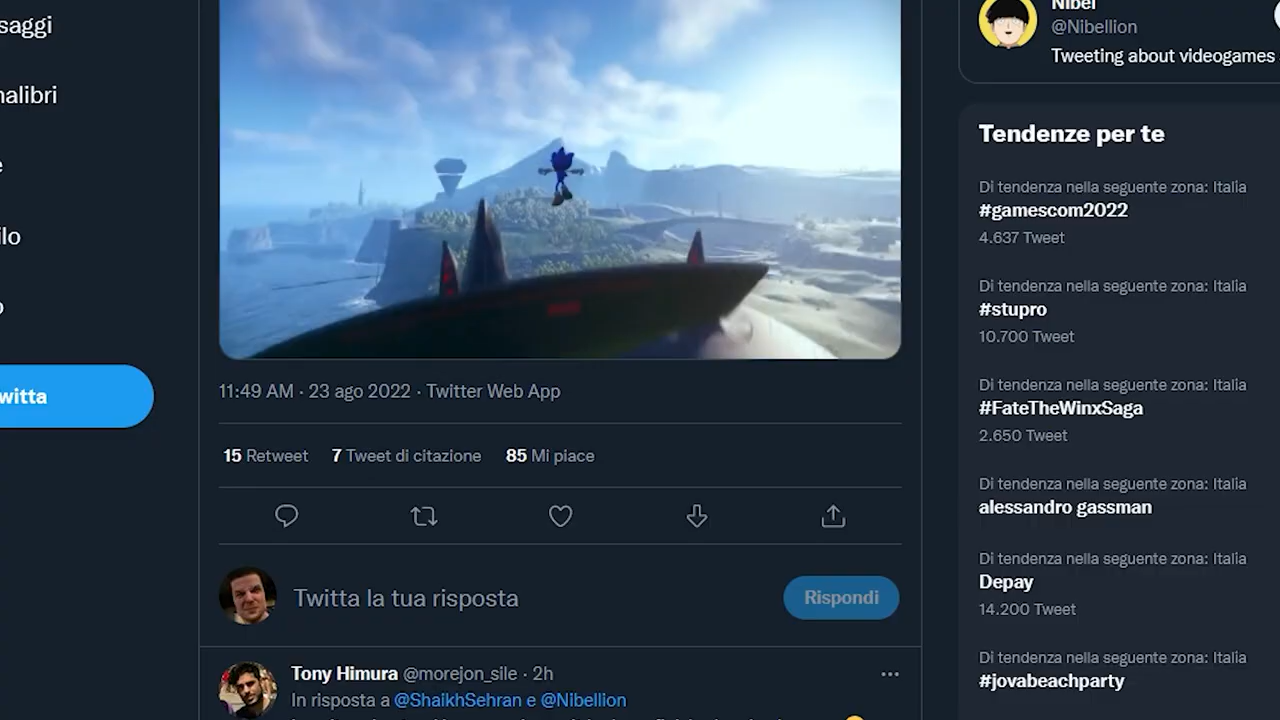 saggi
nalibri
e
ilo
o
witta
11:49 AM · 23 ago 2022 · Twitter Web App
15 Retweet 7 Tweet di citazione 85 Mi piace
Twitta la tua risposta
Rispondi
Tony Himura @morejon_sile · 2h
In risposta a @ShaikhSehran e @Nibellion
Nibel
@Nibellion
Tweeting about videogames
Tendenze per te
Di tendenza nella seguente zona: Italia
#gamescom2022
4.637 Tweet
Di tendenza nella seguente zona: Italia
#stupro
10.700 Tweet
Di tendenza nella seguente zona: Italia
#FateTheWinxSaga
2.650 Tweet
Di tendenza nella seguente zona: Italia
alessandro gassman
Di tendenza nella seguente zona: Italia
Depay
14.200 Tweet
Di tendenza nella seguente zona: Italia
#jovabeachparty